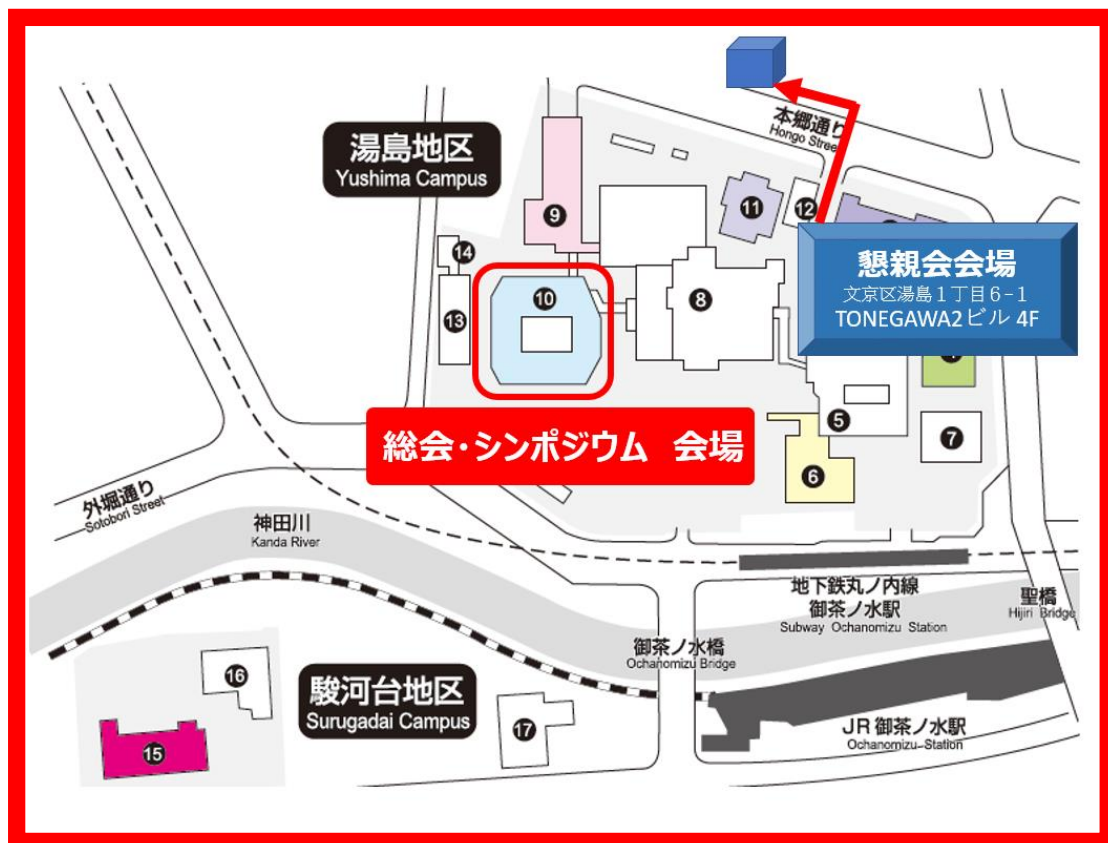 本郷通り
Hongo Street
湯島地区
Yushima Campus
11
12
9
懇親会会場
文京区湯島1丁目6-1
TONEGAWA2ビル 4F
14
10
8
13
5
7
総会・シンポジウム 会場
6
外堀通り
Sotobori Street
神田川
Kanda River
地下鉄丸ノ内線
御茶ノ水駅
Subway Ochanomizu Station
聖橋
Hijiri Bridge
御茶ノ水橋
Ochanomizu Bridge
16
駿河台地区
Surugadai Campus
17
15
JR 御茶ノ水駅
Ochanomizu Station